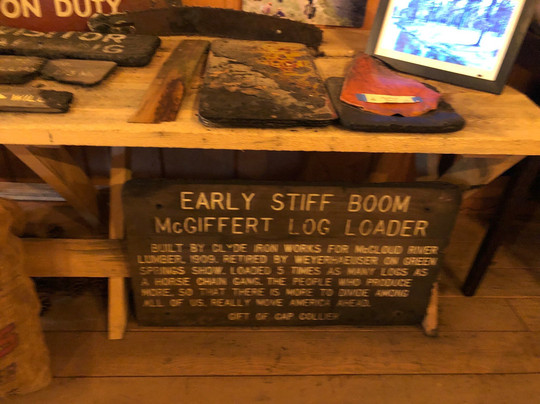 ON DUTY
VISITOR
EARLY STIFF BOOM
McGIFFERT LOG LOADER
BUILT BY CLYDE IRON WORKS FOR McCLOUD RIVER
LUMBER, 1909. RETIRED BY WEYERHAEUSER ON GREEN
SPRINGS SHOW. LOADED 5 TIMES AS MANY LOGS AS
A HORSE CHAIN GANG. THE PEOPLE WHO PRODUCE
MORE, SO THAT THERE IS MORE TO DIVIDE AMONG
ALL OF US, REALLY MOVE AMERICA AHEAD.
GIFT OF CAP COLLIER